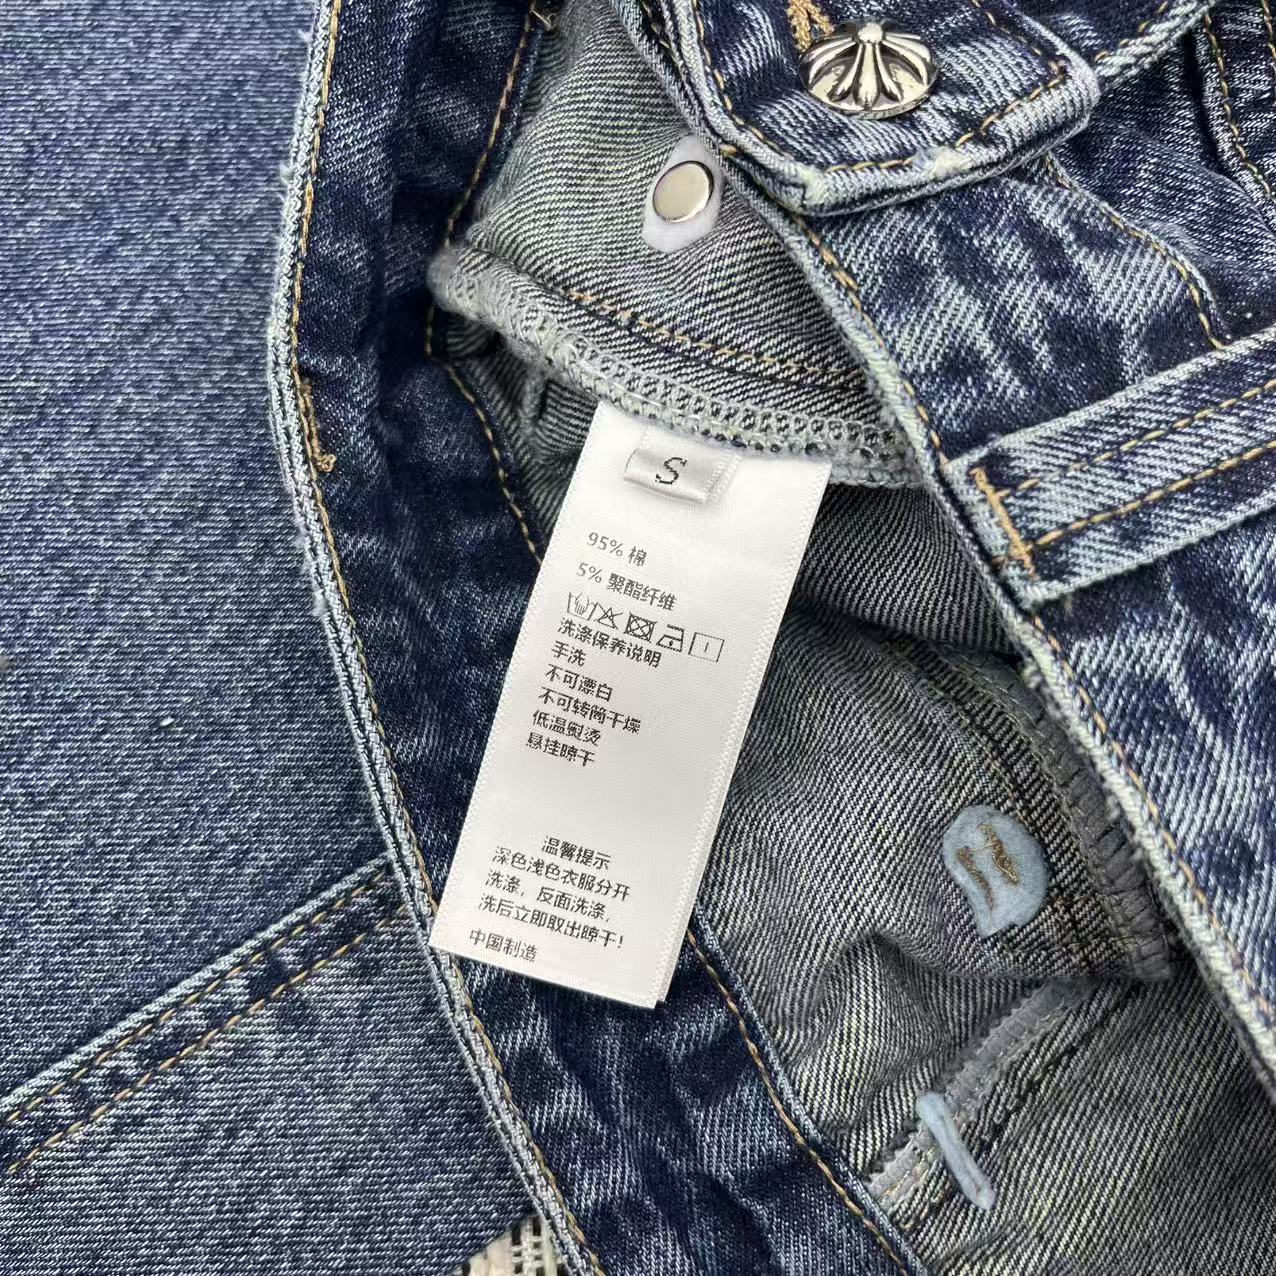 S
95% 棉
5% 聚酯纤维
洗涤保养说明
手洗
不可漂白
不可转筒干燥
低温熨烫
悬挂晾干
温馨提示
深色浅色衣服分开
洗涤，反面洗涤，
洗后立即取出晾干！
中国制造